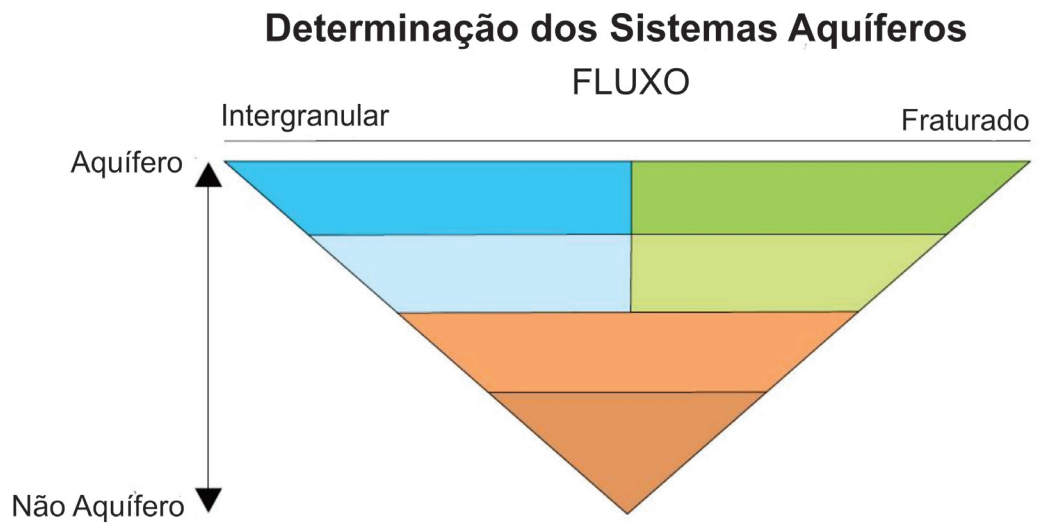 Determinação dos Sistemas Aquíferos
FLUXO
Intergranular
Fraturado
Aquífero
Não Aquífero